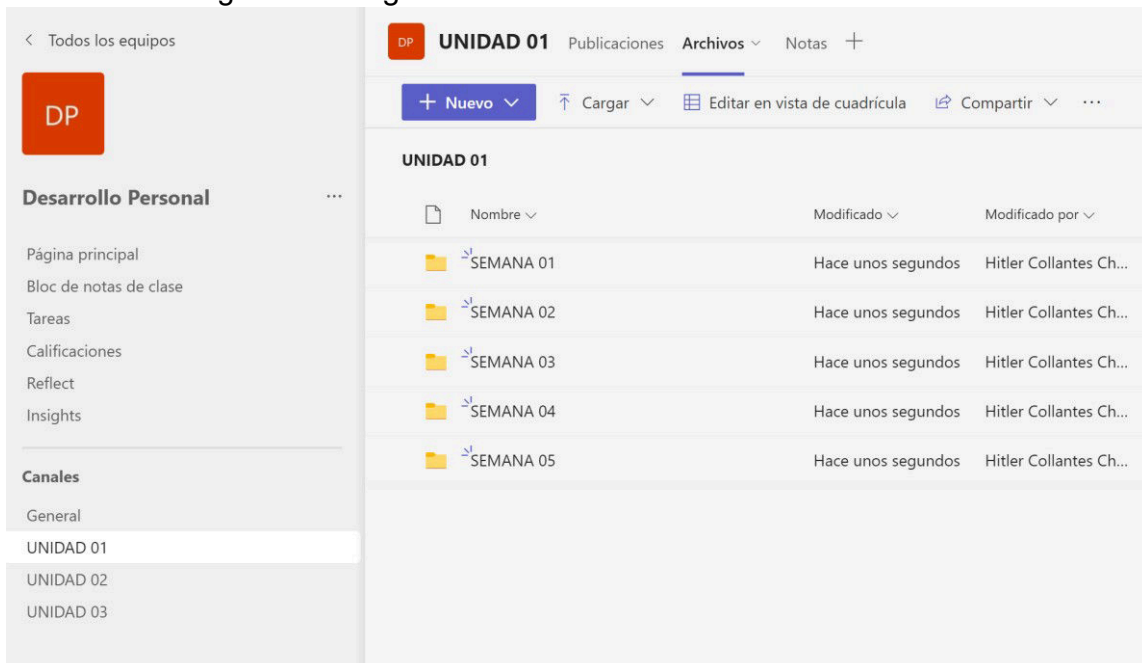 < Todos los equipos
DP
Desarrollo Personal ...
Página principal
Bloc de notas de clase
Tareas
Calificaciones
Reflect
Insights
Canales
General
UNIDAD 01
UNIDAD 02
UNIDAD 03
DP UNIDAD 01 Publicaciones Archivos Notas +
+ Nuevo Cargar Editar en vista de cuadrícula Compartir ...
UNIDAD 01
Nombre Modificado Modificado por
SEMANA 01 Hace unos segundos Hitler Collantes Ch...
SEMANA 02 Hace unos segundos Hitler Collantes Ch...
SEMANA 03 Hace unos segundos Hitler Collantes Ch...
SEMANA 04 Hace unos segundos Hitler Collantes Ch...
SEMANA 05 Hace unos segundos Hitler Collantes Ch...